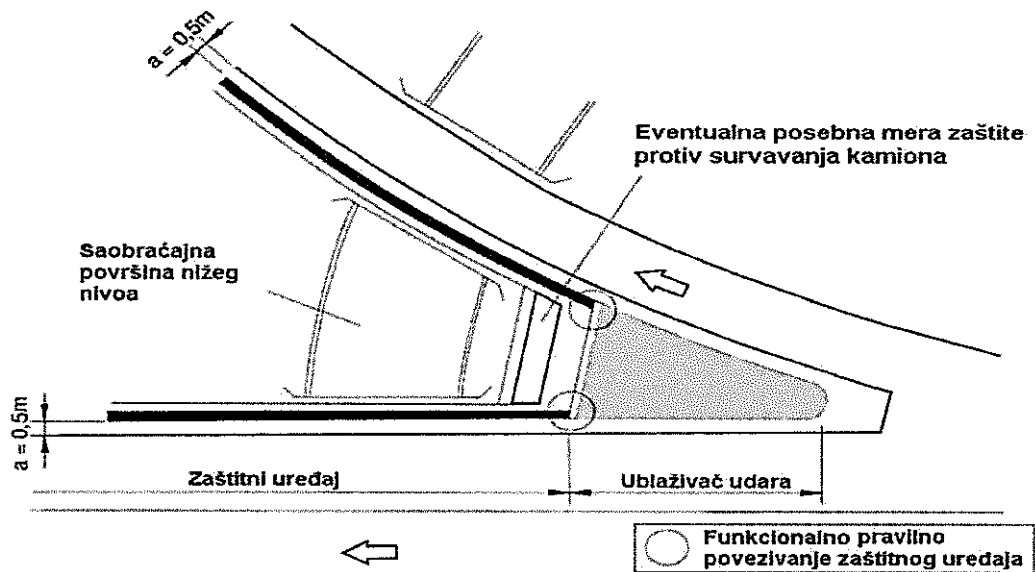 a = 0,5m
Eventualna posebna mera zaštite
protiv survavanja kamiona
Saobraćajna
površina nižeg
nivoa
a = 0,5m
Zaštitni uređaj
Ublaživač udara
Funkcionalno pravilno
povezivanje zaštitnog uređaja